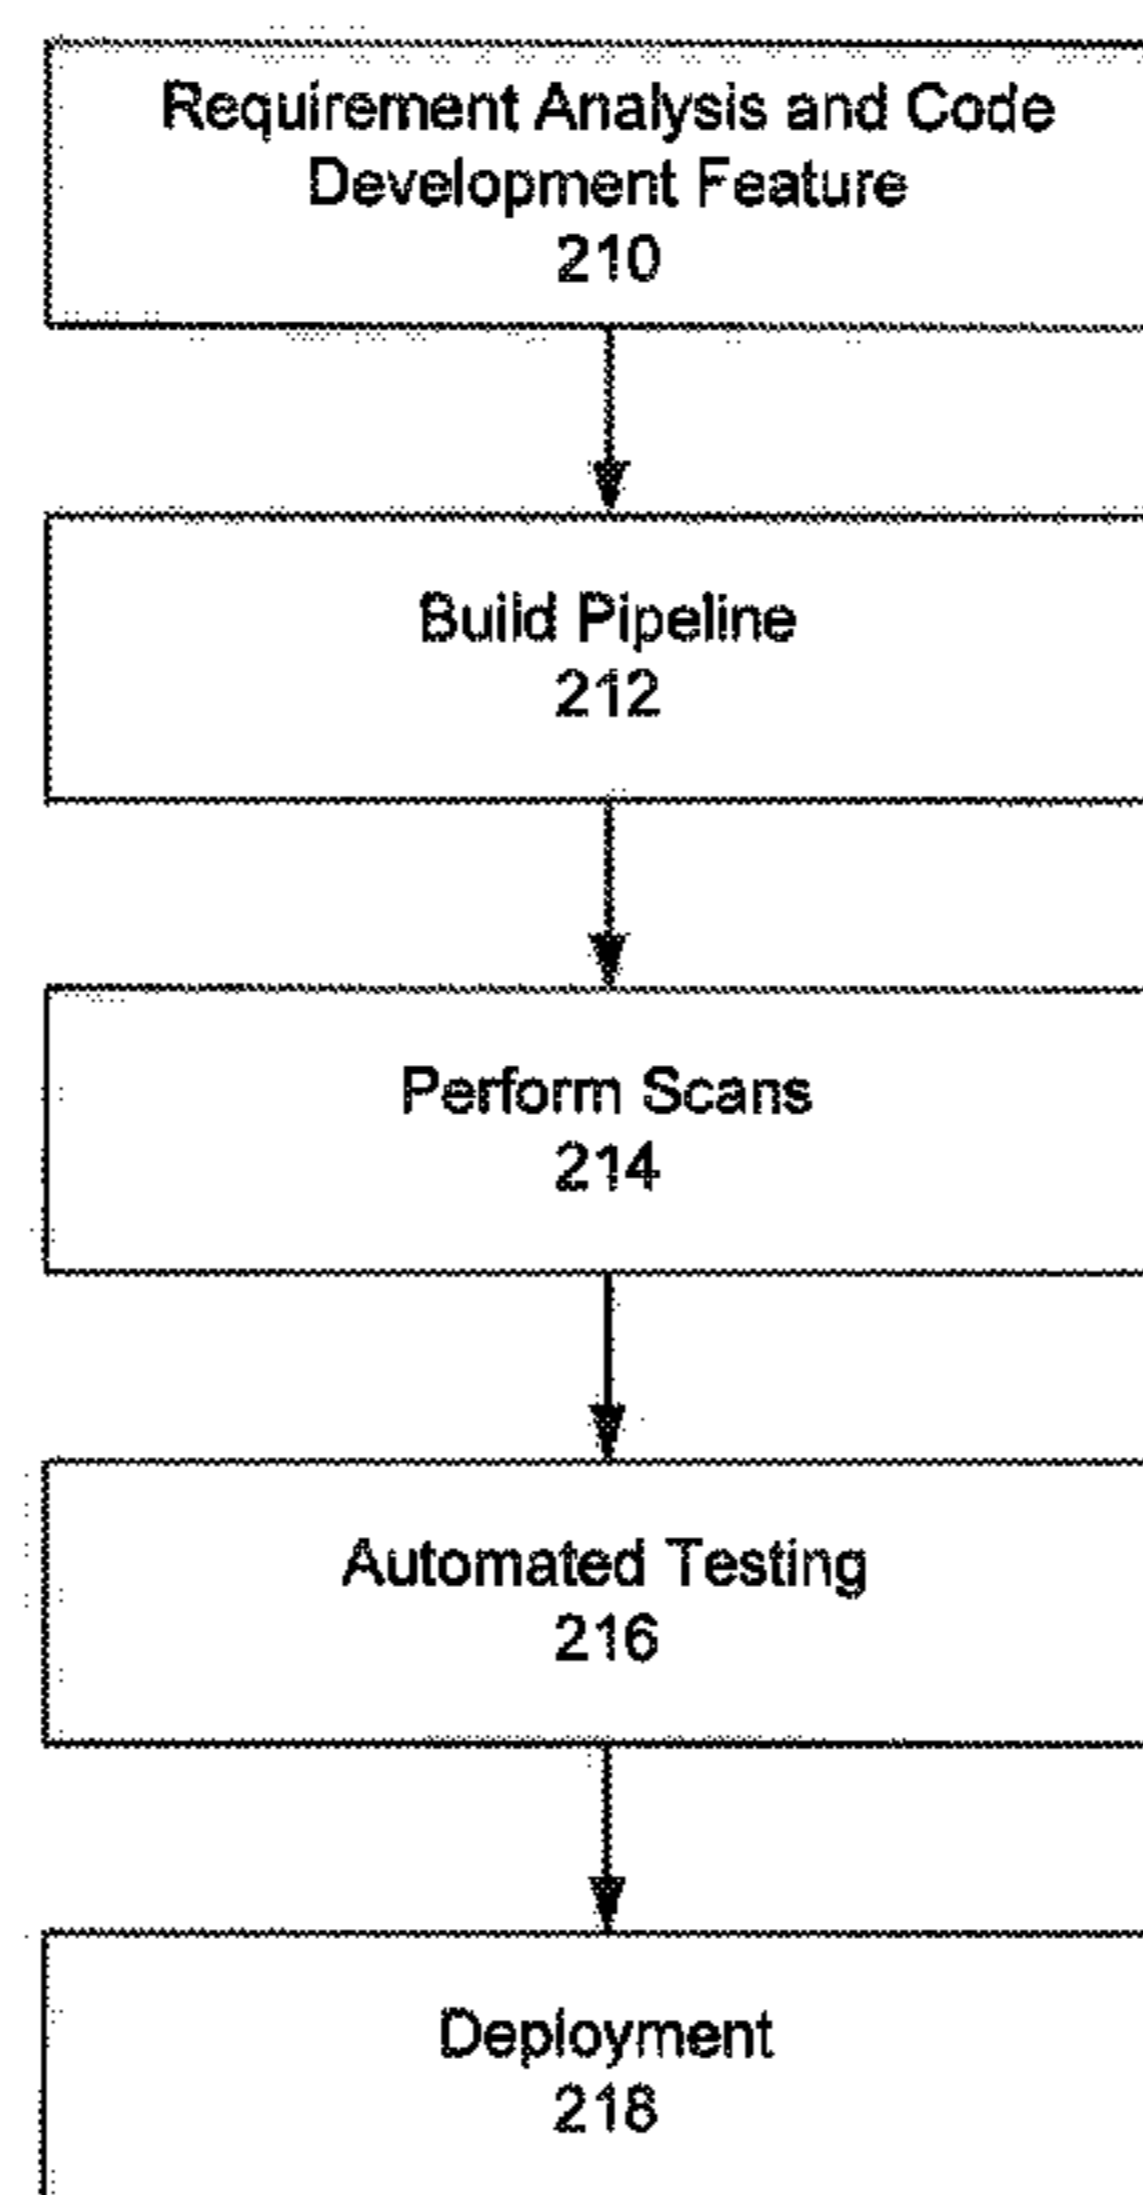 Requirement Analysis and Code
Development Feature
210
Build Pipeline
212
Perform Scans
214
Automated Testing
216
Deployment
218